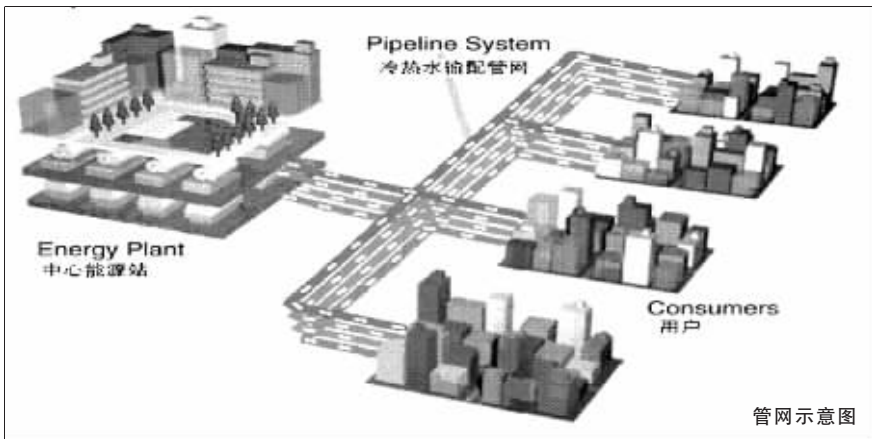 Pipeline System
冷热水输配管网
Energy Plant
中心能源站
Consumers
用户
管网示意图